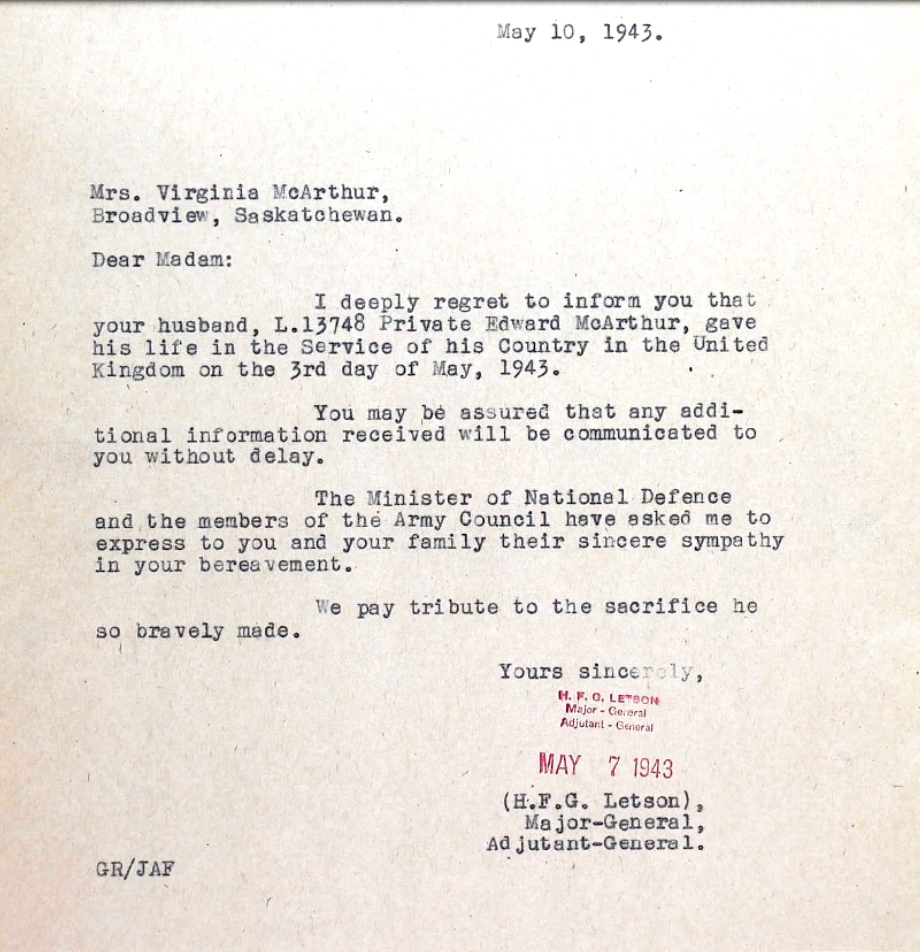 May 10, 1943.
Mrs. Virginia McArthur,
Broadview, Saskatchewan.
Dear Madam:
I deeply regret to inform you that
your husband, L.13748 Private Edward McArthur, gave
his life in the Service of his Country in the United
Kingdom on the 3rd day of May, 1943.
You may be assured that any addi-
tional information received will be communicated to
you without delay.
The Minister of National Defence
and the members of the Army Council have asked me to
express to you and your family their sincere sympathy
in your bereavement.
We pay tribute to the sacrifice he
so bravely made.
Yours sincerely,
H. F. G. LETSON
Major - General
Adjutant - General
MAY 7 1943
(H.F.G. Letson),
Major-General,
Adjutant-General.
GR/JAF